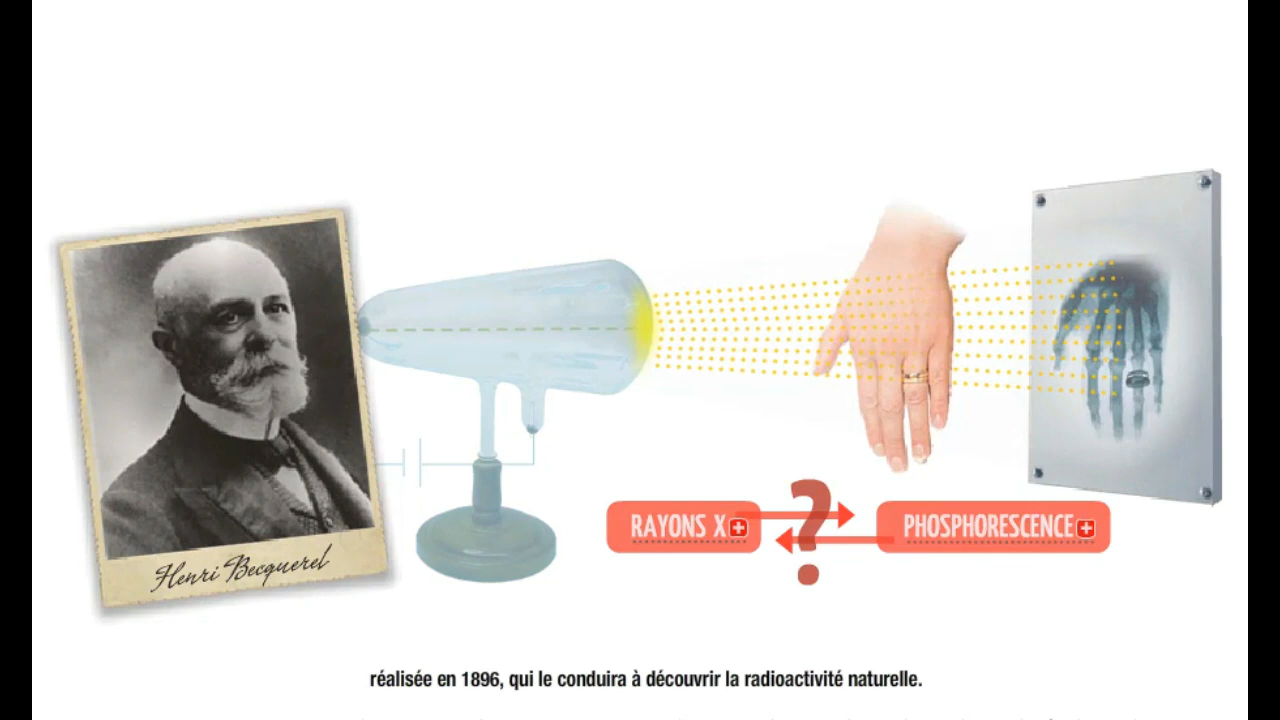 Henri Becquerel
RAYONS X
PHOSPHORESCENCE
?
réalisée en 1896, qui le conduira à découvrir la radioactivité naturelle.